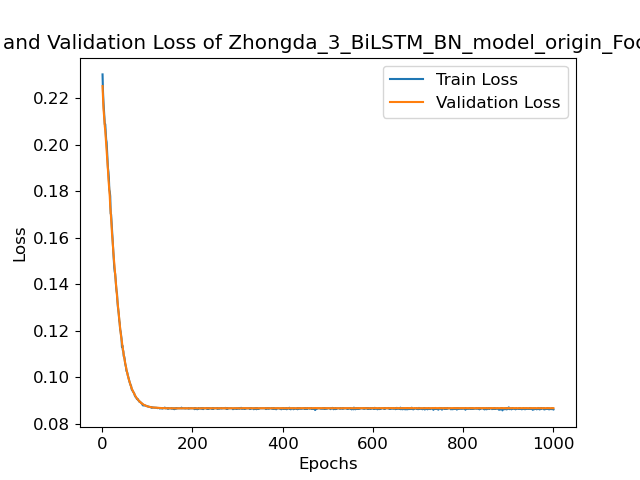 and Validation Loss of Zhongda_3_BiLSTM_BN_model_origin_Foc
Train Loss
Validation Loss
0.22
0.20
0.18
0.16
0.14
0.12
0.10
0.08
Loss
0 200 400 600 800 1000
Epochs